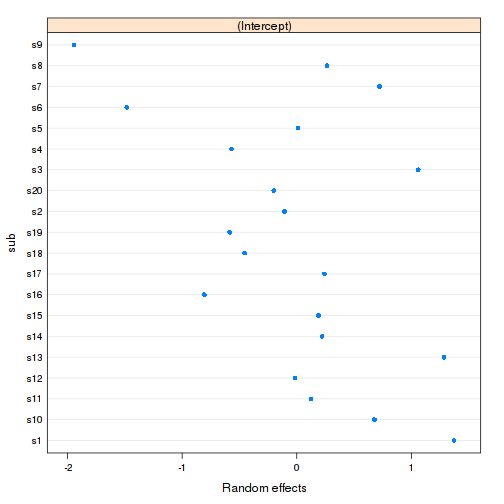 (Intercept)
s9
s8
s7
s6
s5
s4
s3
s20
s2
s19
s18
s17
s16
s15
s14
s13
s12
s11
s10
s1
sub
-2 -1 0 1
Random effects